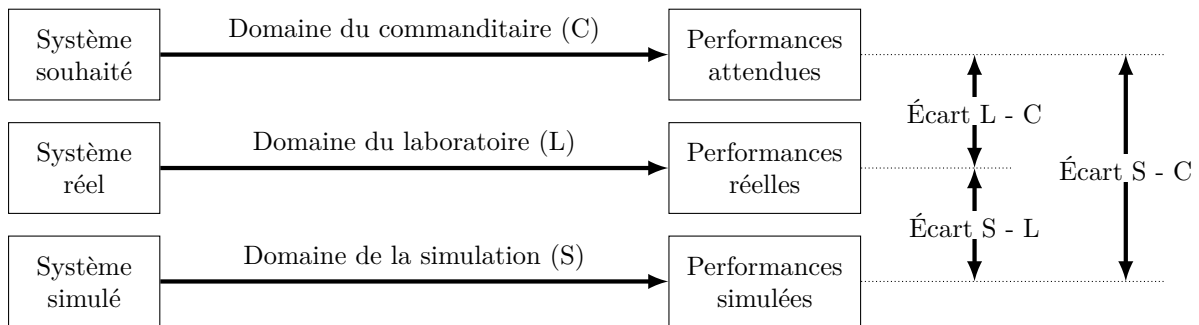 Système
souhaité
Domaine du commanditaire (C)
Performances
attendues
Écart L - C
Système
réel
Domaine du laboratoire (L)
Performances
réelles
Écart S - C
Écart S - L
Système
simulé
Domaine de la simulation (S)
Performances
simulées